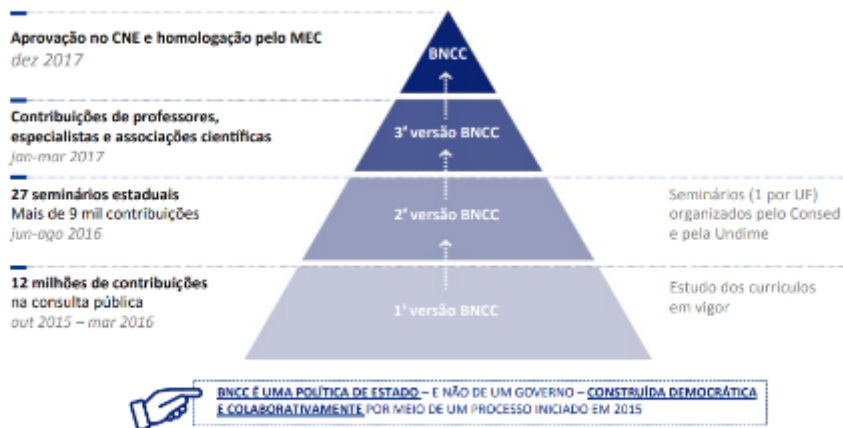 Aprovação no CNE e homologação pelo MEC
dez 2017
BNCC
Contribuições de professores,
especialistas e associações científicas
jan-mar 2017
3ª versão BNCC
27 seminários estaduais
Mais de 9 mil contribuições
jun-ago 2016
2ª versão BNCC
Seminários (1 por UF)
organizados pelo Consed
e pela Undime
12 milhões de contribuições
na consulta pública
out 2015 – mar 2016
1ª versão BNCC
Estudo dos currículos
em vigor
BNCC É UMA POLÍTICA DE ESTADO – E NÃO DE UM GOVERNO – CONSTRUÍDA DEMOCRÁTICA
E COLABORATIVAMENTE POR MEIO DE UM PROCESSO INICIADO EM 2015